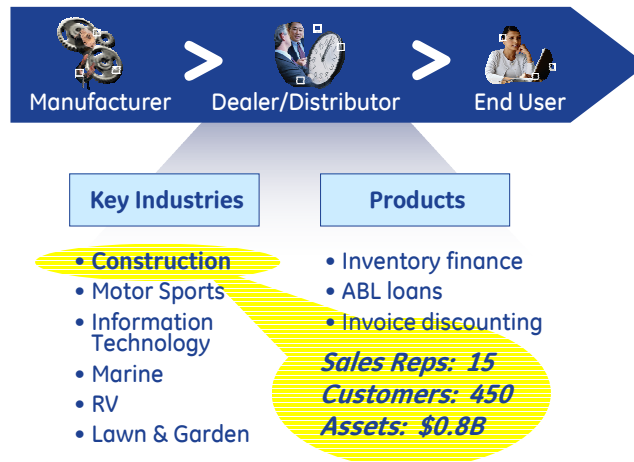 Manufacturer > Dealer/Distributor > End User
Key Industries
• Construction
• Motor Sports
• Information
Technology
• Marine
• RV
• Lawn & Garden
Products
• Inventory finance
• ABL loans
• Invoice discounting
Sales Reps: 15
Customers: 450
Assets: $0.8B